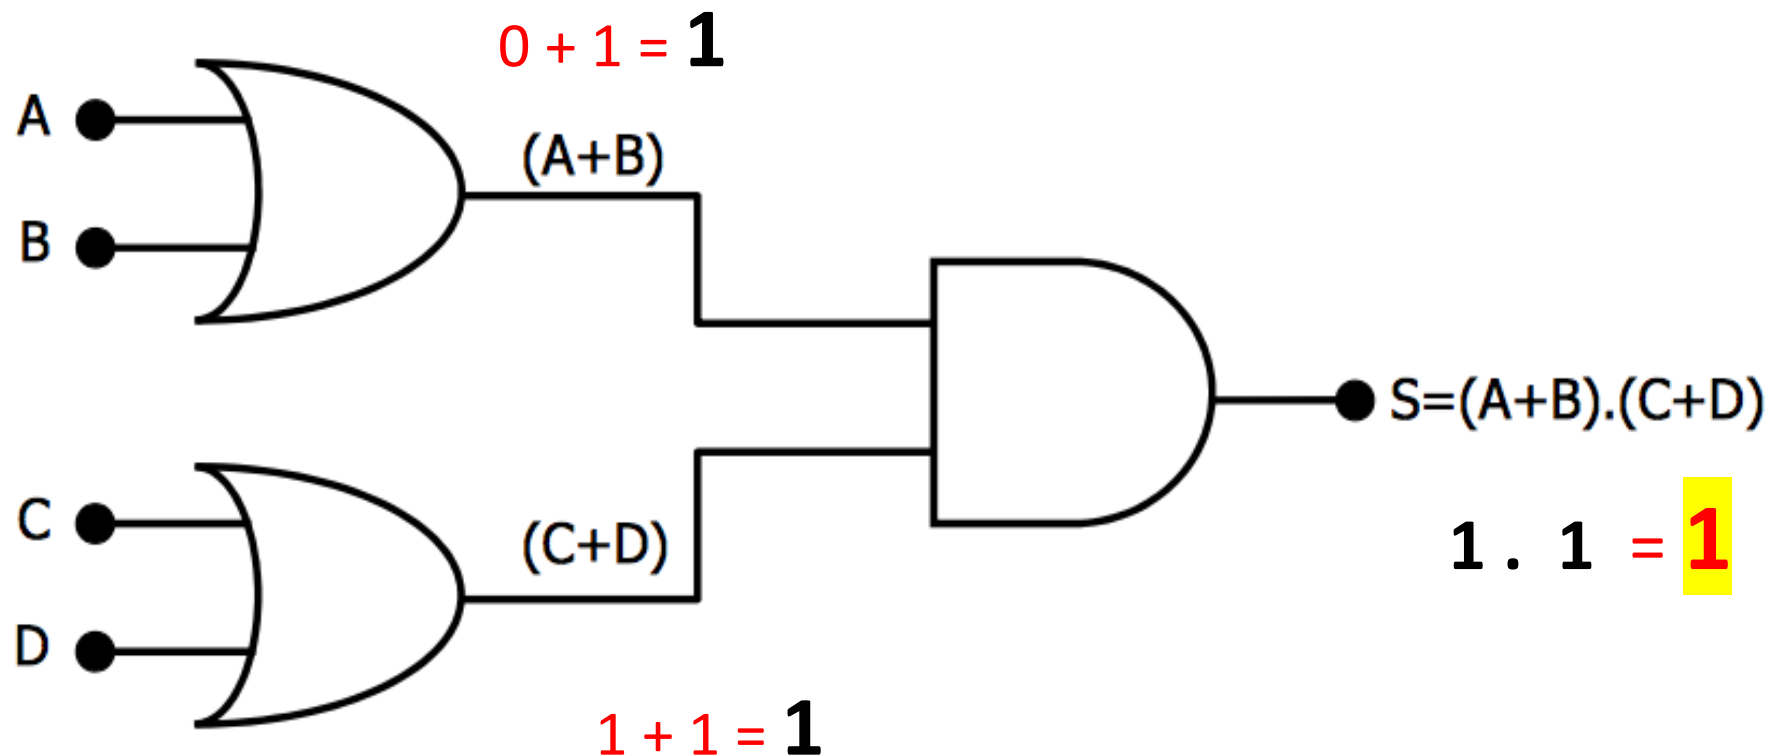 0 + 1 = 1
A
(A+B)
B
S=(A+B).(C+D)
C
(C+D)
1 . 1 = 1
D
1 + 1 = 1